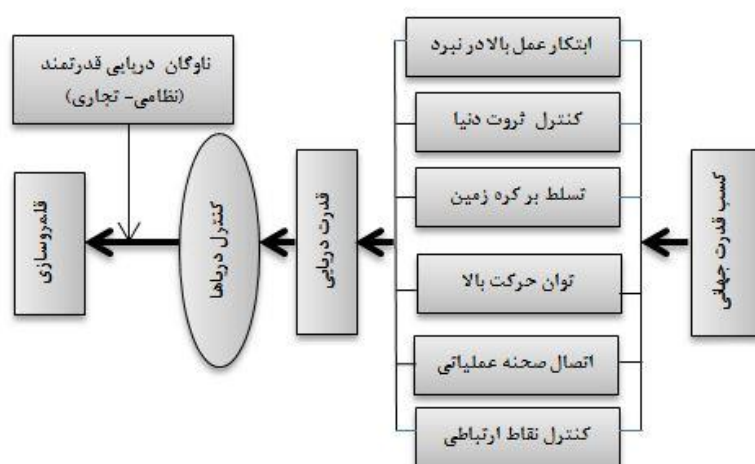 ناوگان دریایی قدرتمند
(نظامی- تجاری)
ابتکار عمل بالا در نبرد
کنترل ثروت دنیا
تسلط بر کره زمین
توان حرکت بالا
اتصال صحنه عملیاتی
کنترل نقاط ارتباطی
کسب قدرت جهانی
قدرت دریایی
کنترل دریاها
قلمروسازی